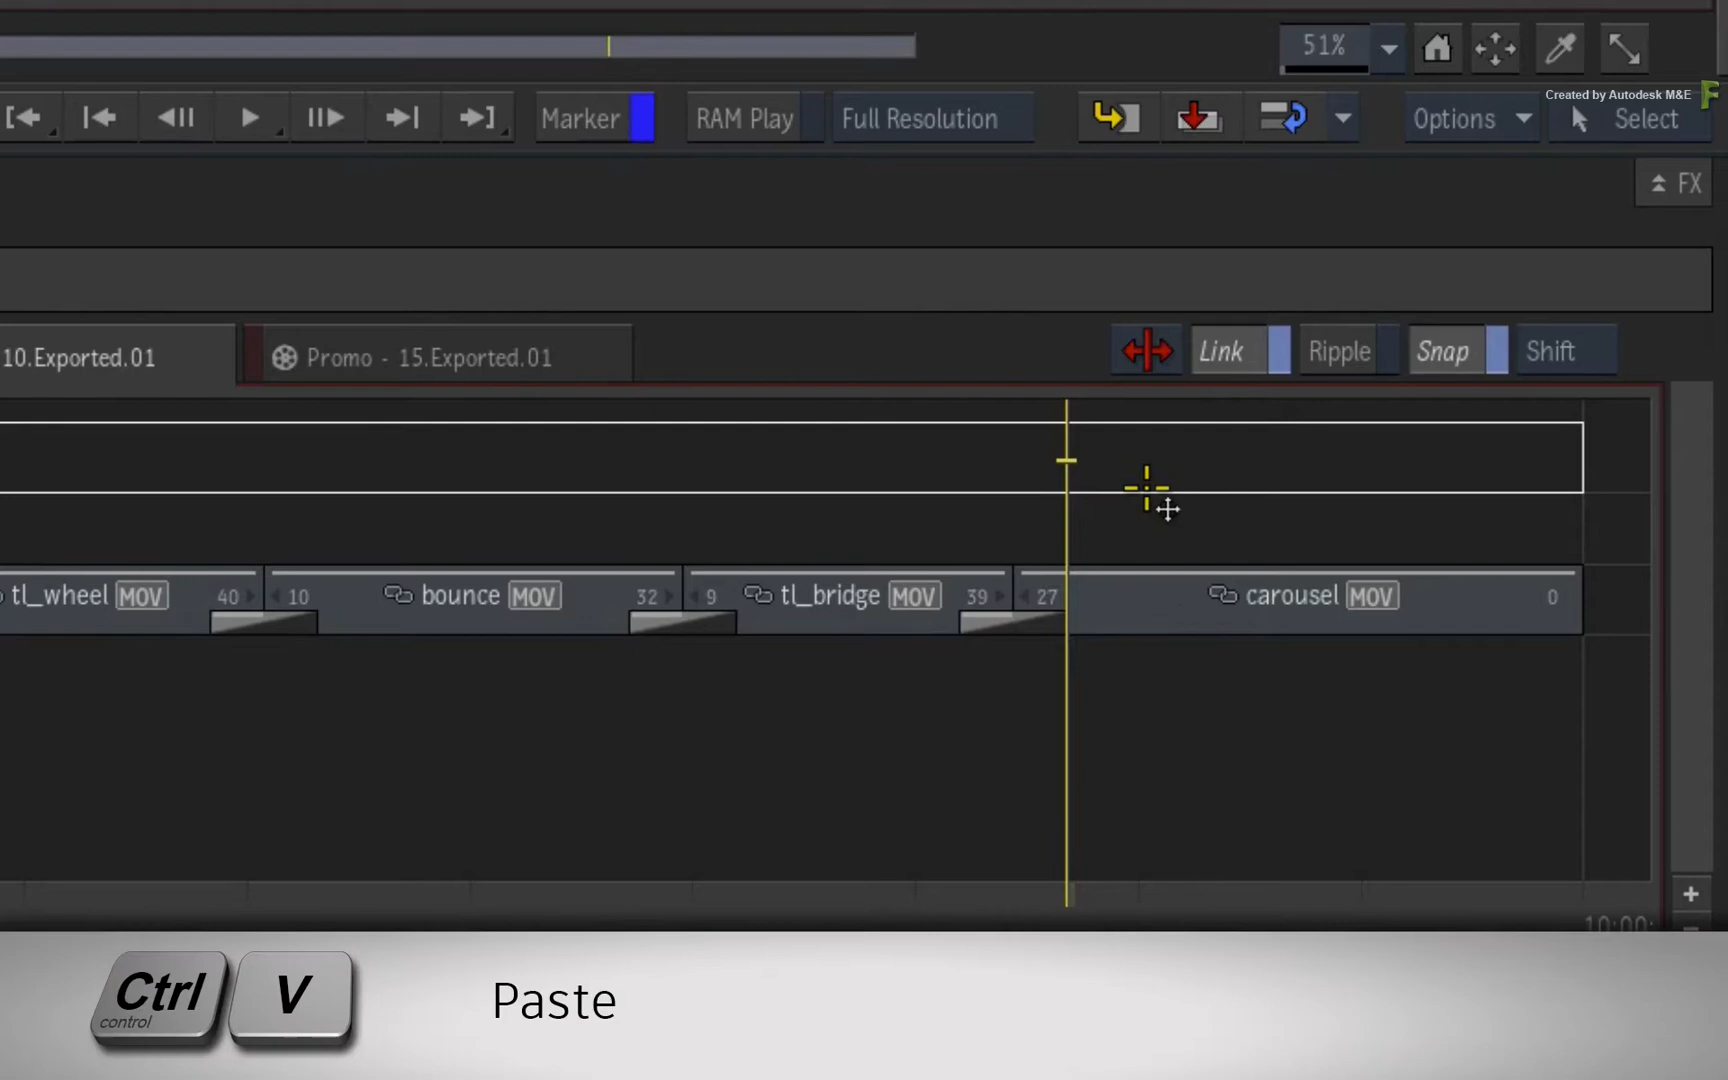 51%
Created by Autodesk M&E
Marker
RAM Play
Full Resolution
Options
Select
FX
10.Exported.01
Promo - 15.Exported.01
Link
Ripple
Snap
Shift
tl_wheel MOV 40
10 bounce MOV 32
9 tl_bridge MOV 39
27 carousel MOV 0
10:00:
Ctrl
control
V
Paste